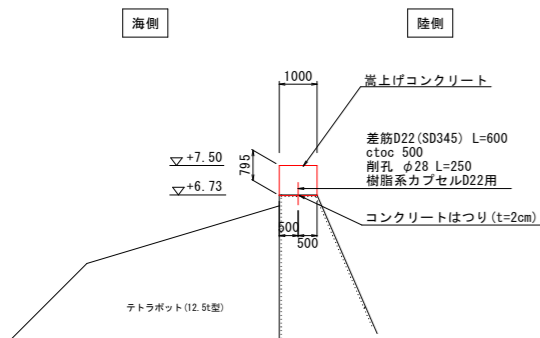 海側
陸側
1000
嵩上げコンクリート
差筋D22(SD345) L=600
ctoc 500
削孔 φ28 L=250
樹脂系カプセルD22用
+7.50
795
+6.73
コンクリートはつり(t=2cm)
500
500
テトラポット(12.5t型)